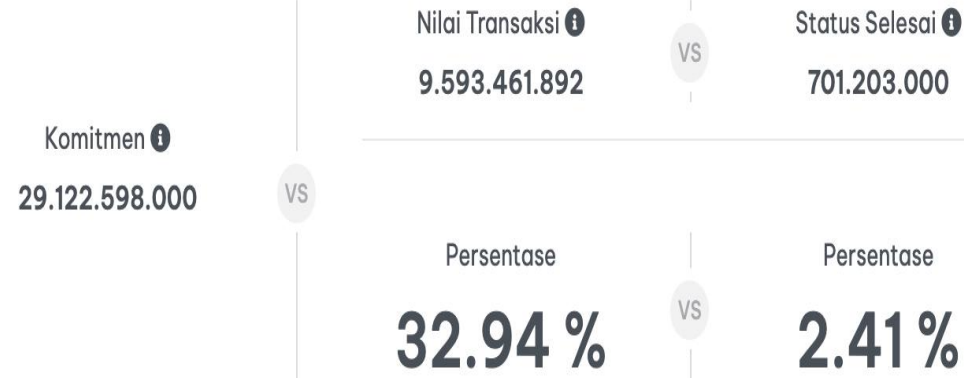 Komitmen
29.122.598.000
VS
Nilai Transaksi
9.593.461.892
VS
Status Selesai
701.203.000
Persentase
32.94 %
VS
Persentase
2.41 %